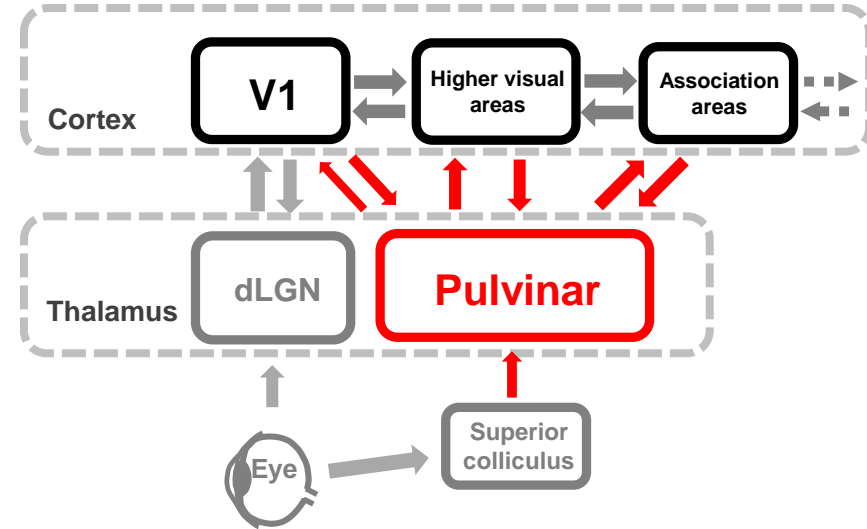 V1
Higher visual
areas
Association
areas
Cortex
dLGN
Pulvinar
Thalamus
Eye
Superior
colliculus